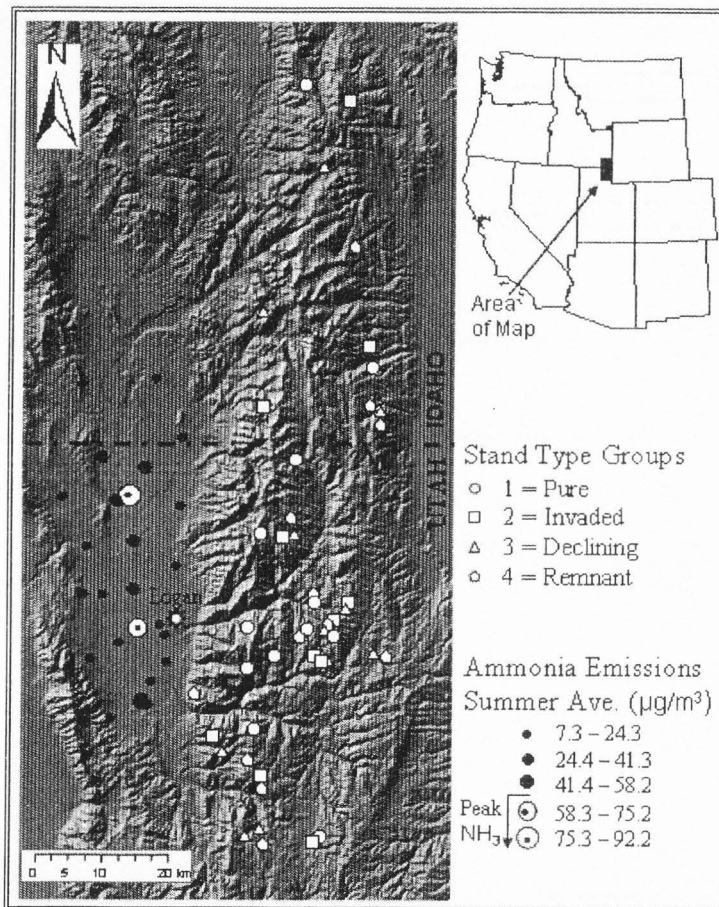 N
Area
of Map
UTAH IDAHO
Logan
Stand Type Groups
1 = Pure
2 = Invaded
3 = Declining
4 = Remnant
Ammonia Emissions
Summer Ave. (µg/m³)
7.3 – 24.3
24.4 – 41.3
41.4 – 58.2
Peak 58.3 – 75.2
NH₃ 75.3 – 92.2
0 5 10 20 km